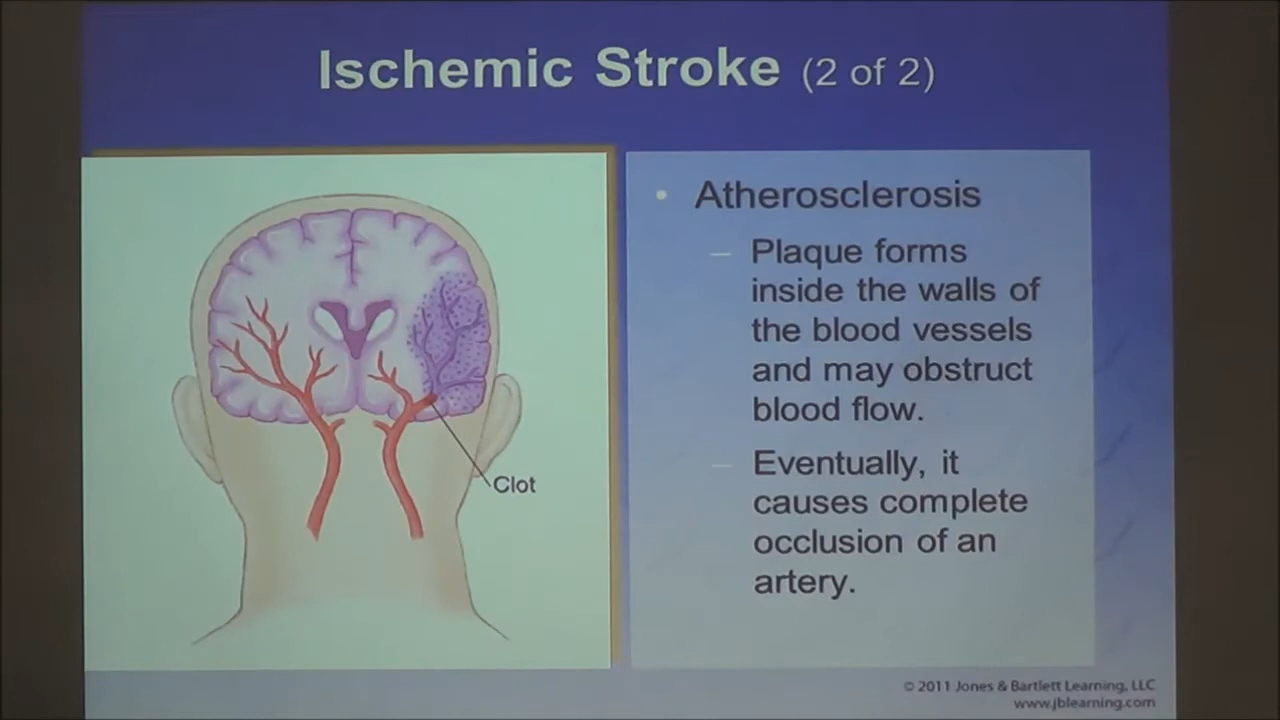 Ischemic Stroke (2 of 2)
Clot
• Atherosclerosis
– Plaque forms
inside the walls of
the blood vessels
and may obstruct
blood flow.
– Eventually, it
causes complete
occlusion of an
artery.
© 2011 Jones & Bartlett Learning, LLC
www.jblearning.com